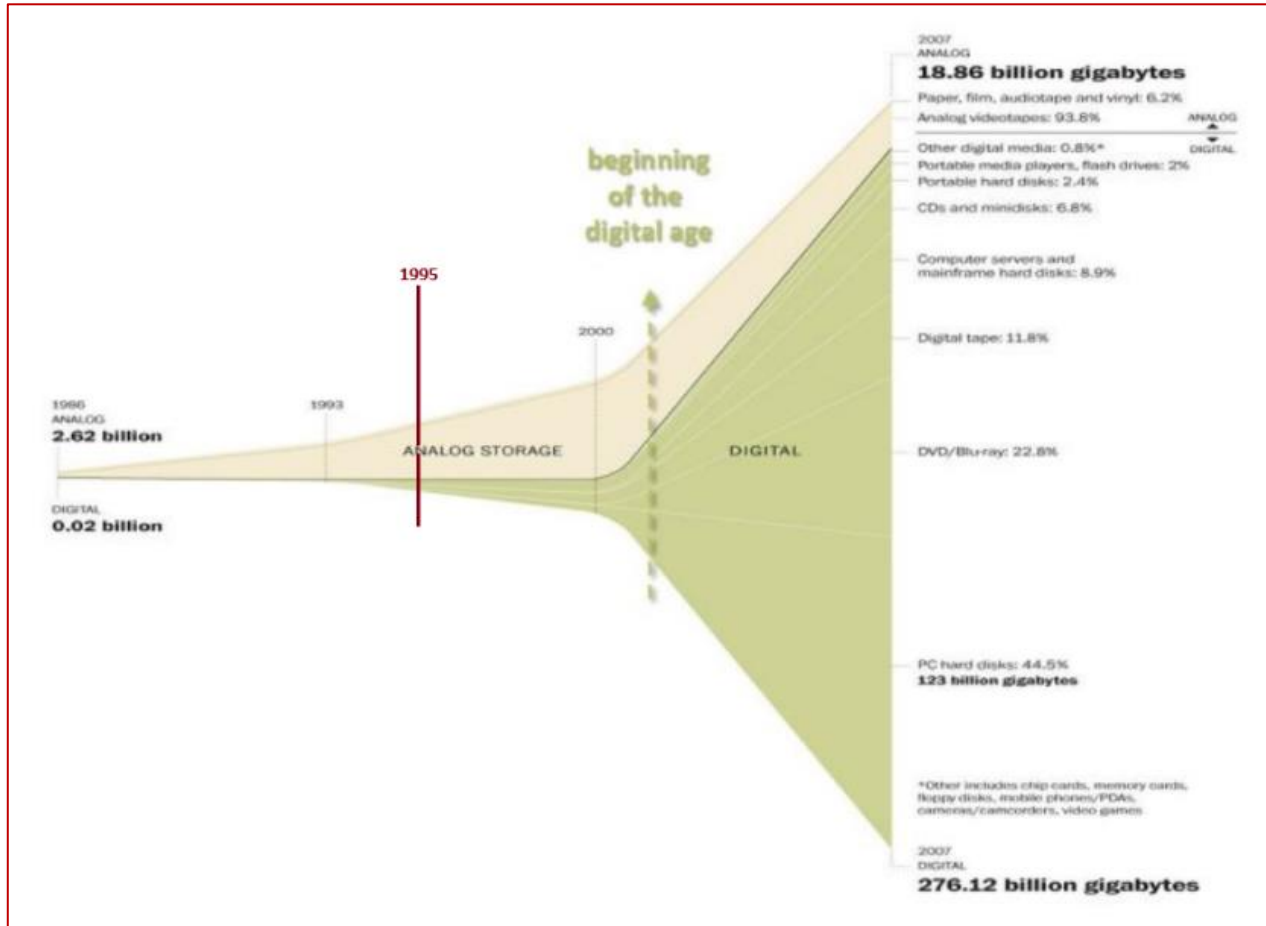 2007
ANALOG
18.86 billion gigabytes
Paper, film, audiotape and vinyl: 6.2%
Analog videotapes: 93.8%
ANALOG
DIGITAL
Other digital media: 0.8%*
Portable media players, flash drives: 2%
Portable hard disks: 2.4%
CDs and minidisks: 6.8%
Computer servers and
mainframe hard disks: 8.9%
Digital tape: 11.8%
DVD/Blu-ray: 22.8%
PC hard disks: 44.5%
123 billion gigabytes
*Other includes chip cards, memory cards,
floppy disks, mobile phones/PDAs,
cameras/camcorders, video games
2007
DIGITAL
276.12 billion gigabytes
beginning
of the
digital age
1995
2000
1993
1986
ANALOG
2.62 billion
DIGITAL
0.02 billion
ANALOG STORAGE
DIGITAL